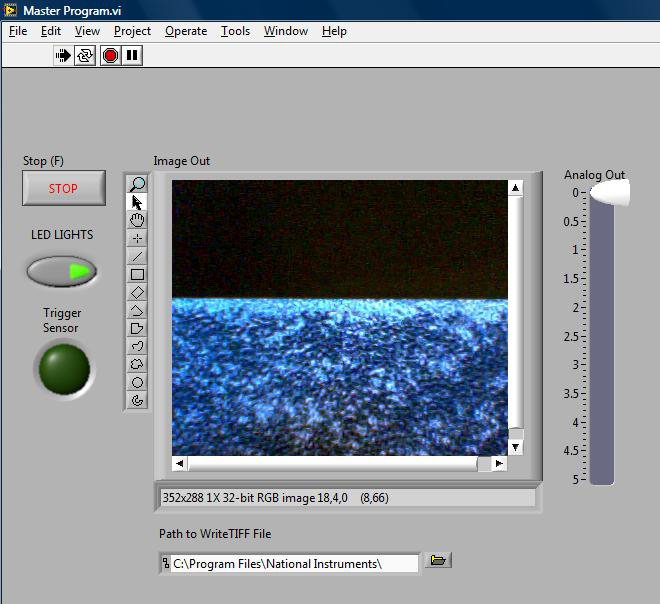 Master Program.vi
File Edit View Project Operate Tools Window Help
Stop (F)
STOP
LED LIGHTS
Trigger
Sensor
Image Out
352x288 1X 32-bit RGB image 18,4,0 (8,66)
Path to WriteTIFF File
C:\Program Files\National Instruments\
Analog Out
0
0.5
1
1.5
2
2.5
3
3.5
4
4.5
5